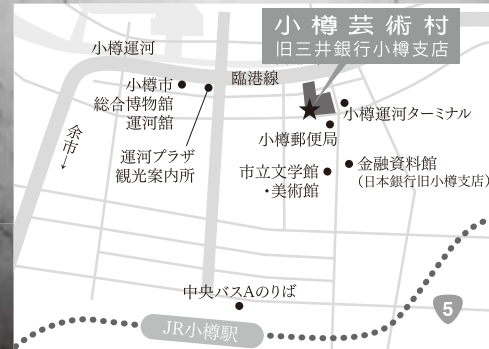 小樽芸術村
旧三井銀行小樽支店
小樽運河
臨港線
小樽市
総合博物館
運河館
小樽運河ターミナル
余市→
小樽郵便局
運河プラザ
観光案内所
市立文学館
・美術館
金融資料館
(日本銀行旧小樽支店)
中央バスAのりば
5
JR小樽駅